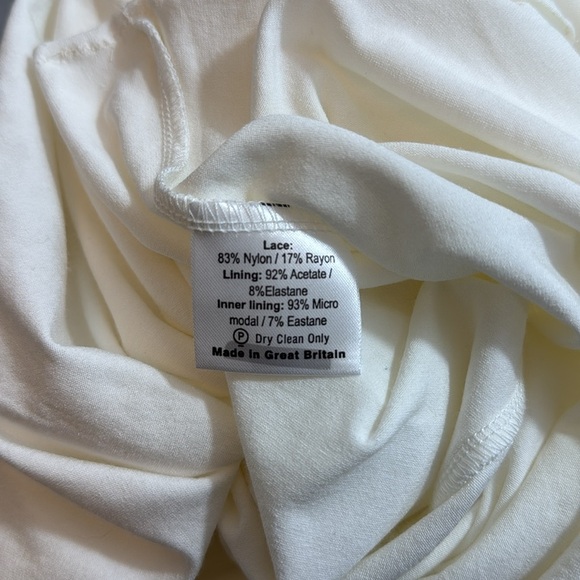 Lace:
83% Nylon / 17% Rayon
Lining: 92% Acetate /
8%Elastane
Inner lining: 93% Micro
modal / 7% Eastane
P Dry Clean Only
Made in Great Britain